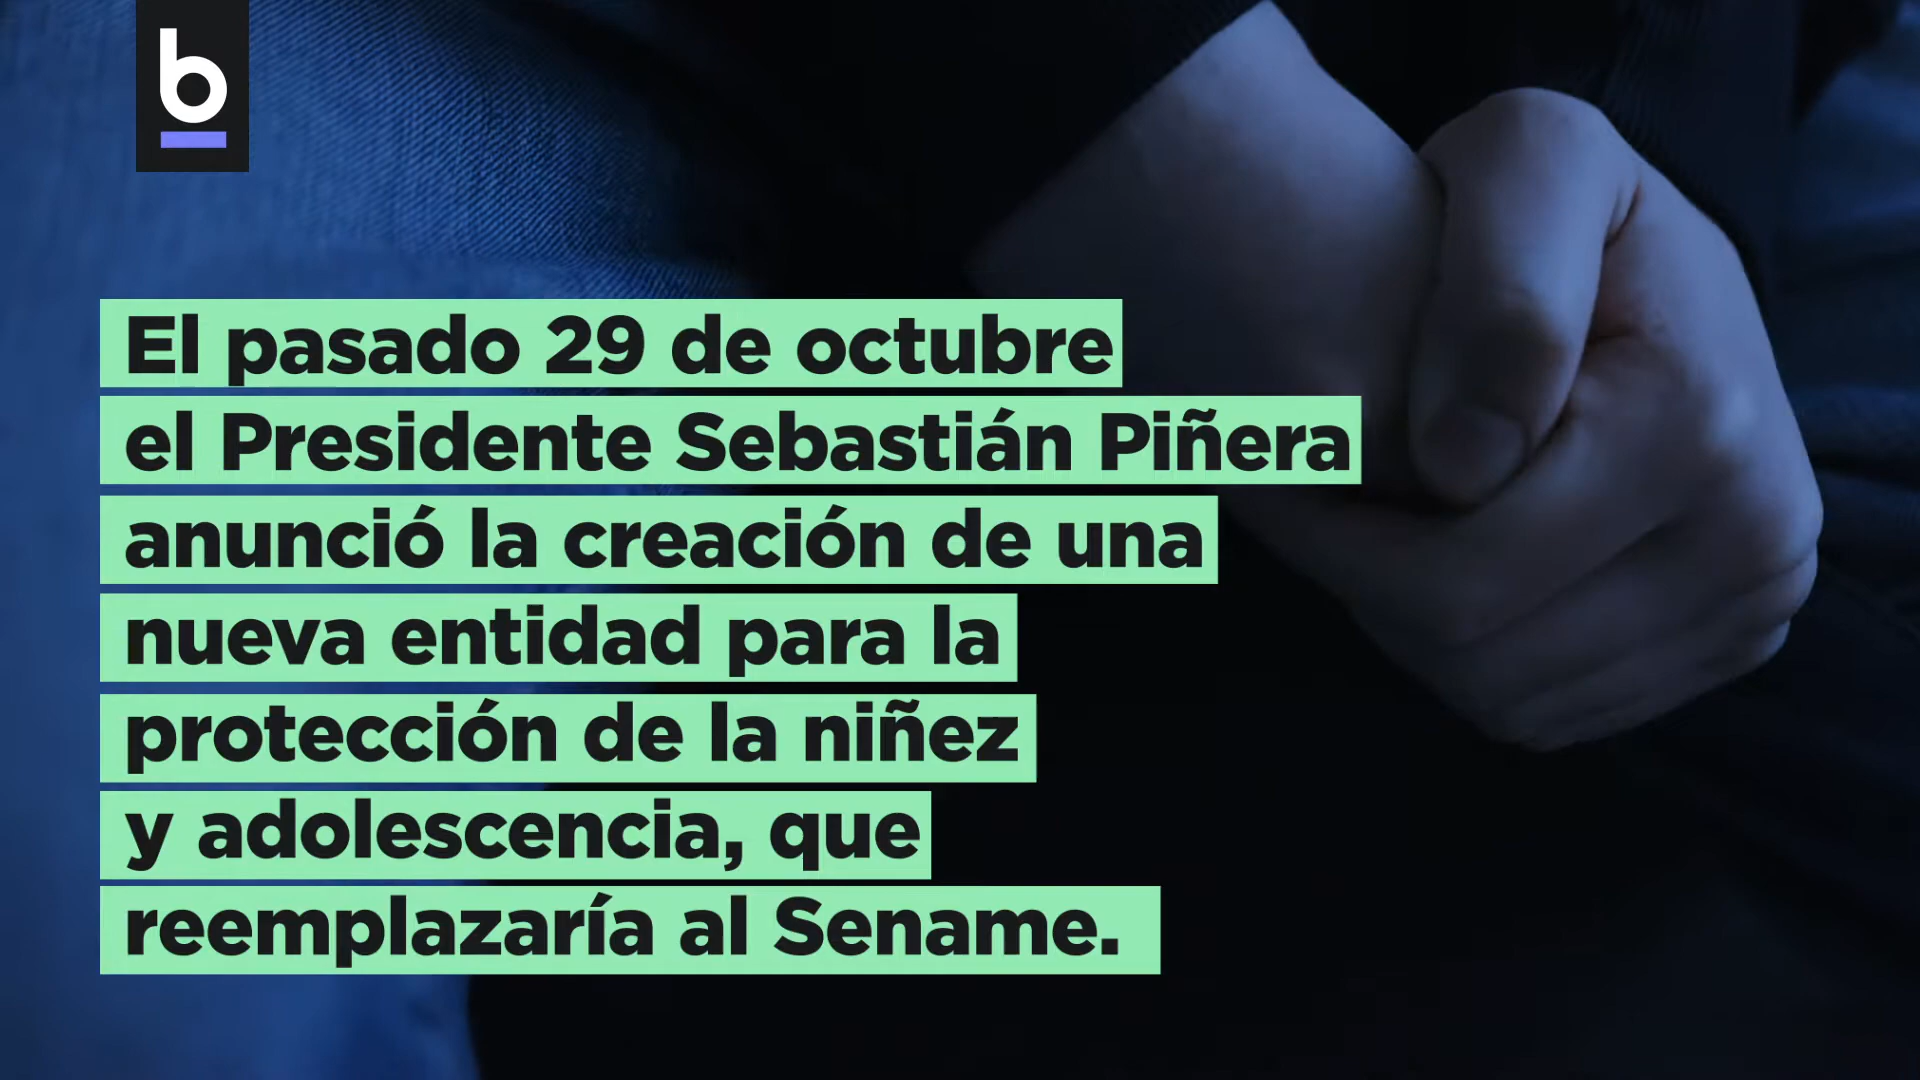 b
El pasado 29 de octubre
el Presidente Sebastián Piñera
anunció la creación de una
nueva entidad para la
protección de la niñez
y adolescencia, que
reemplazaría al Sename.